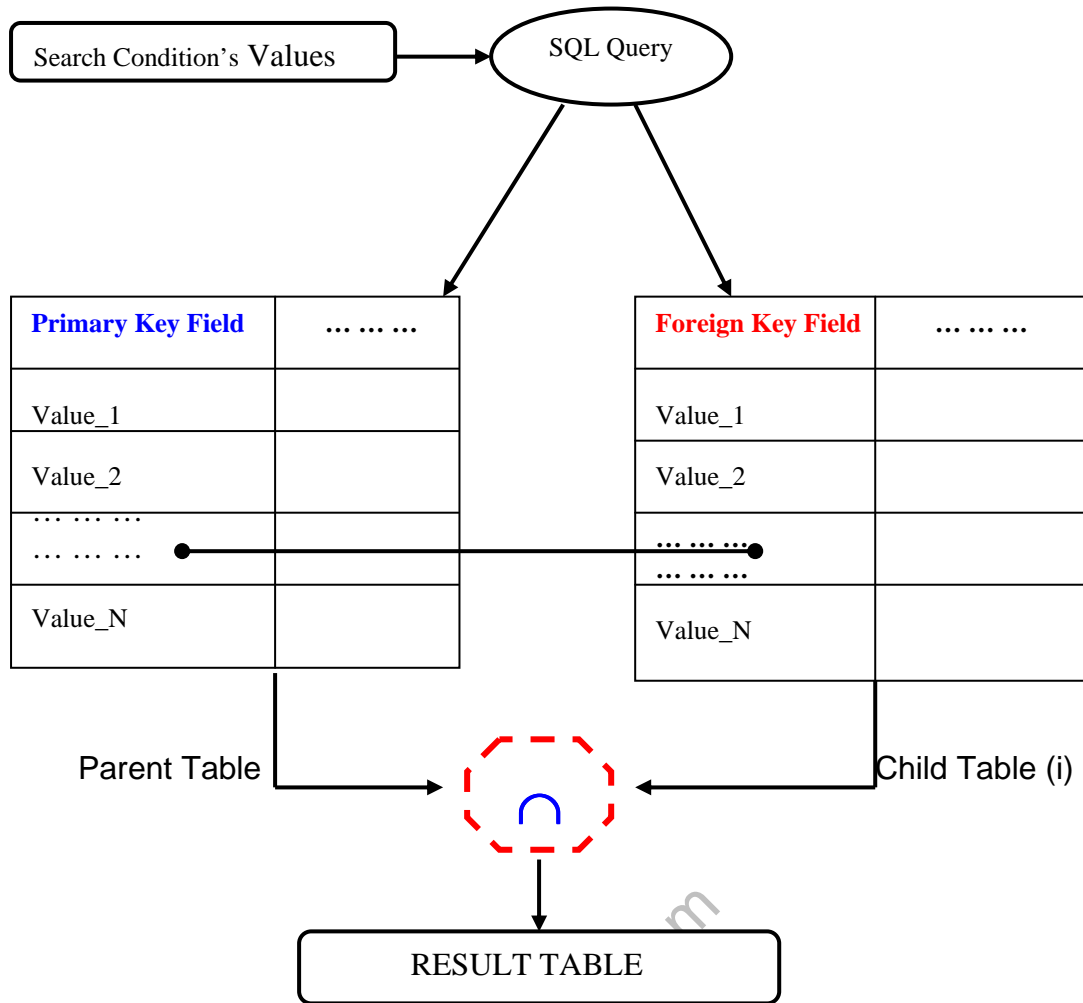 Search Condition's Values
SQL Query
Primary Key Field
... ... ...
Foreign Key Field
... ... ...
Value_1
Value_1
Value_2
Value_2
... ... ...
... ... ...
... ... ...
... ... ...
Value_N
Value_N
Parent Table
Child Table (i)
∩
m
RESULT TABLE